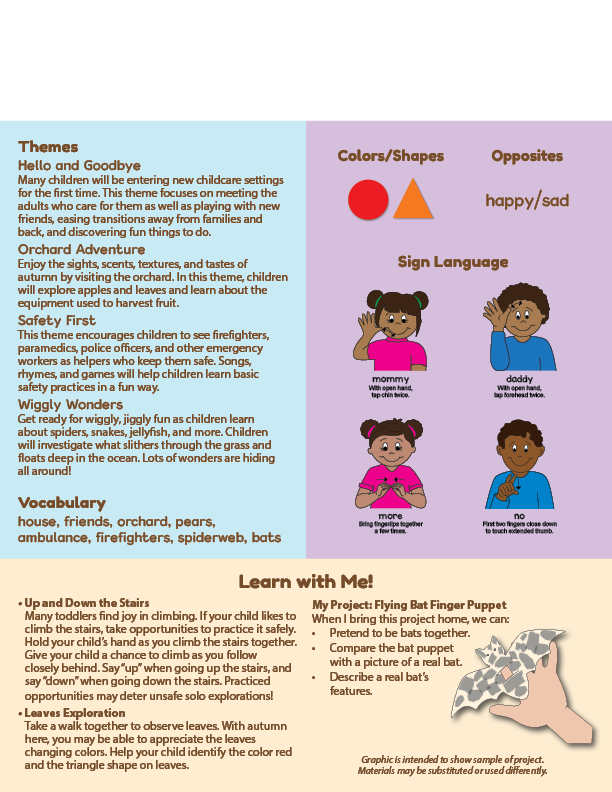 Themes
Hello and Goodbye
Many children will be entering new childcare settings
for the first time. This theme focuses on meeting the
adults who care for them as well as playing with new
friends, easing transitions away from families and
back, and discovering fun things to do.
Orchard Adventure
Enjoy the sights, scents, textures, and tastes of
autumn by visiting the orchard. In this theme, children
will explore apples and leaves and learn about the
equipment used to harvest fruit.
Safety First
This theme encourages children to see firefighters,
paramedics, police officers, and other emergency
workers as helpers who keep them safe. Songs,
rhymes, and games will help children learn basic
safety practices in a fun way.
Wiggly Wonders
Get ready for wiggly, jiggly fun as children learn
about spiders, snakes, jellyfish, and more. Children
will investigate what slithers through the grass and
floats deep in the ocean. Lots of wonders are hiding
all around!
Vocabulary
house, friends, orchard, pears,
ambulance, firefighters, spiderweb, bats
Colors/Shapes
Opposites
happy/sad
Sign Language
mommy
With open hand,
tap chin twice.
daddy
With open hand,
tap forehead twice.
more
Bring fingertips together
a few times.
no
First two fingers close down
to touch extended thumb.
Learn with Me!
• Up and Down the Stairs
Many toddlers find joy in climbing. If your child likes to
climb the stairs, take opportunities to practice it safely.
Hold your child's hand as you climb the stairs together.
Give your child a chance to climb as you follow
closely behind. Say "up" when going up the stairs, and
say "down" when going down the stairs. Practiced
opportunities may deter unsafe solo explorations!
• Leaves Exploration
Take a walk together to observe leaves. With autumn
here, you may be able to appreciate the leaves
changing colors. Help your child identify the color red
and the triangle shape on leaves.
My Project: Flying Bat Finger Puppet
When I bring this project home, we can:
• Pretend to be bats together.
• Compare the bat puppet
with a picture of a real bat.
• Describe a real bat's
features.
Graphic is intended to show sample of project.
Materials may be substituted or used differently.